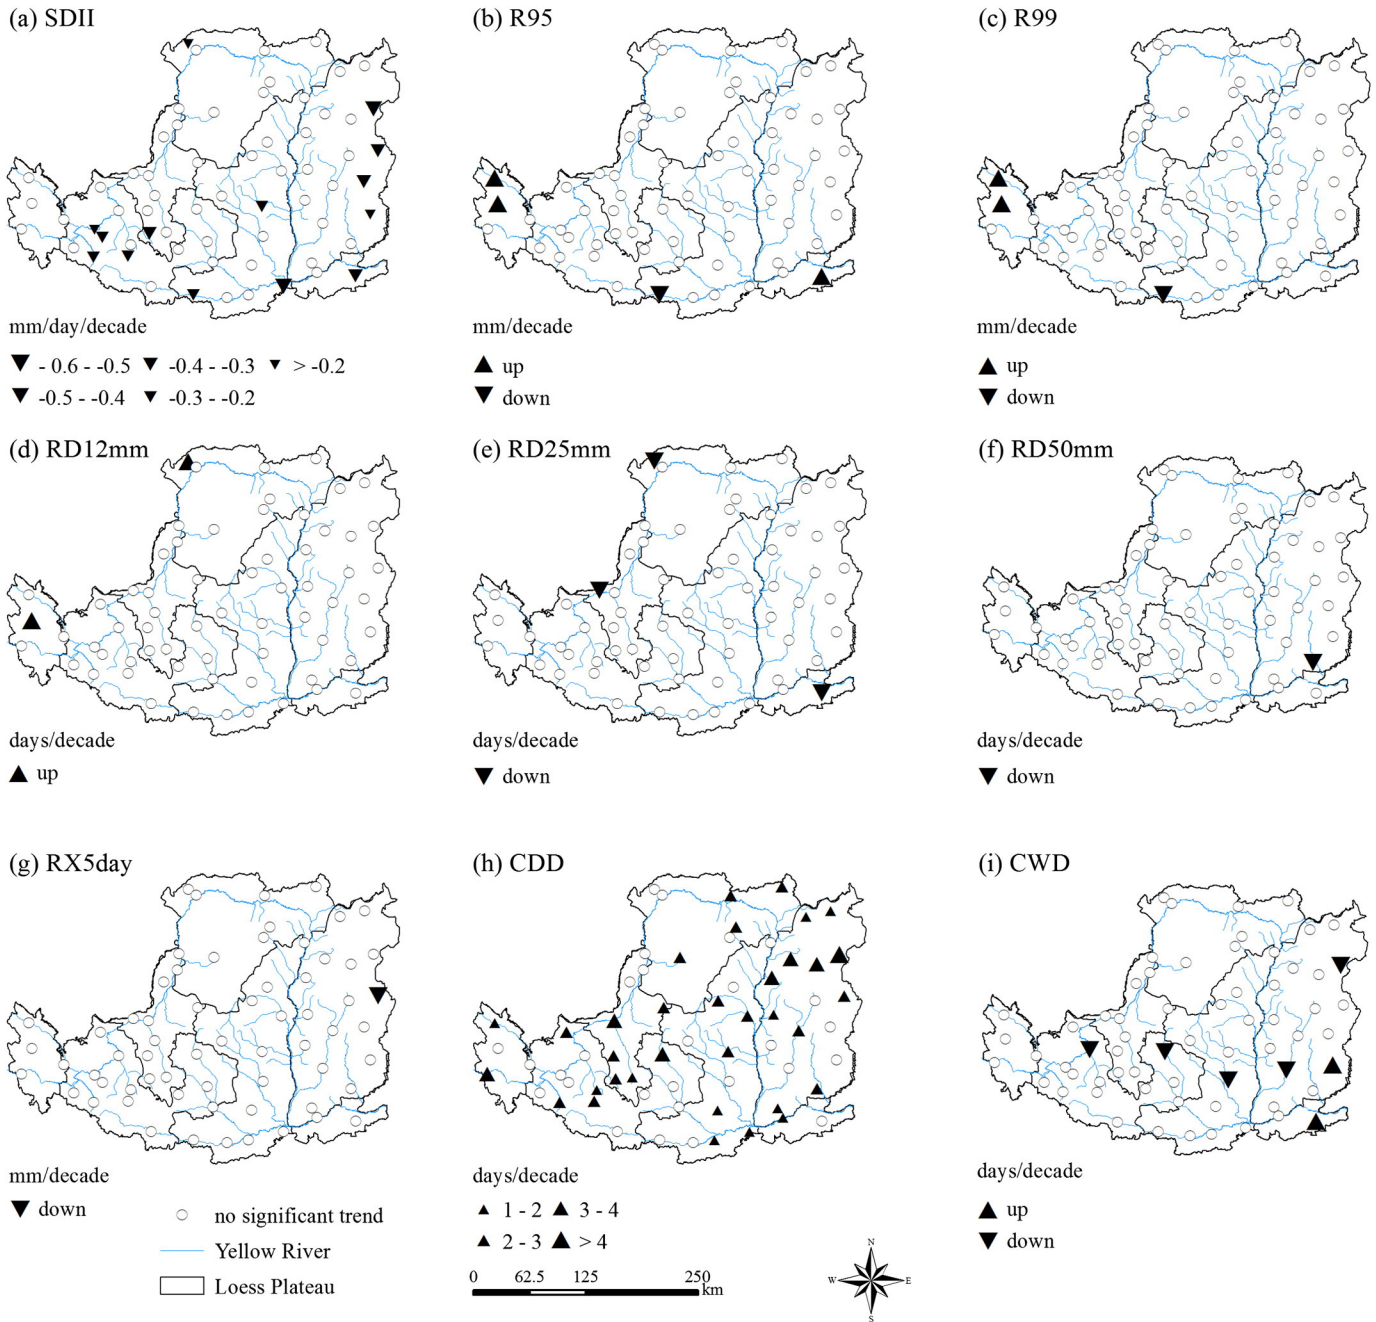 (a) SDII
(b) R95
(c) R99
mm/day/decade
- 0.6 - -0.5
-0.4 - -0.3
> -0.2
-0.5 - -0.4
-0.3 - -0.2
mm/decade
up
down
mm/decade
up
down
(d) RD12mm
(e) RD25mm
(f) RD50mm
days/decade
up
days/decade
down
days/decade
down
(g) RX5day
(h) CDD
(i) CWD
mm/decade
down
no significant trend
Yellow River
Loess Plateau
days/decade
1 - 2
3 - 4
2 - 3
> 4
0 62.5 125 250
km
N
W E
S
days/decade
up
down